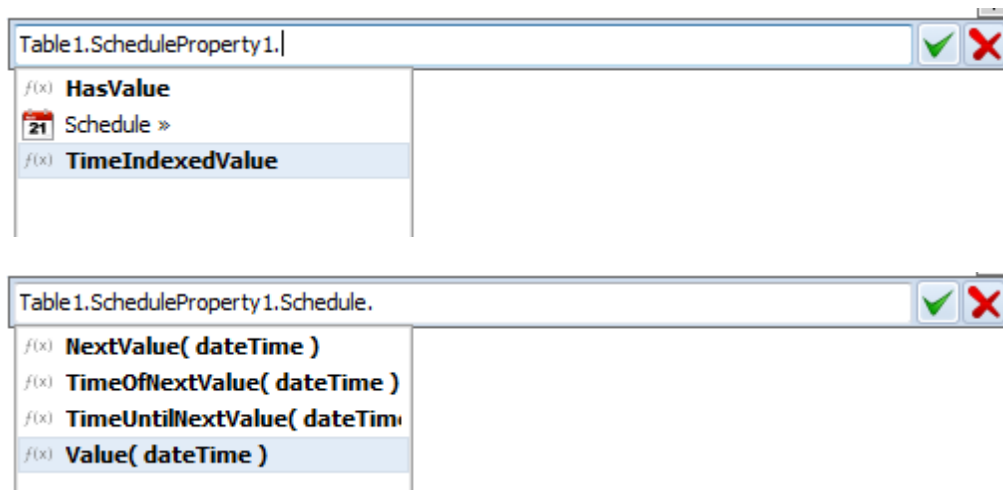 Table1.ScheduleProperty1.
f(x) HasValue
21 Schedule »
f(x) TimeIndexedValue
Table1.ScheduleProperty1.Schedule.
f(x) NextValue( dateTime )
f(x) TimeOfNextValue( dateTime )
f(x) TimeUntilNextValue( dateTim
f(x) Value( dateTime )